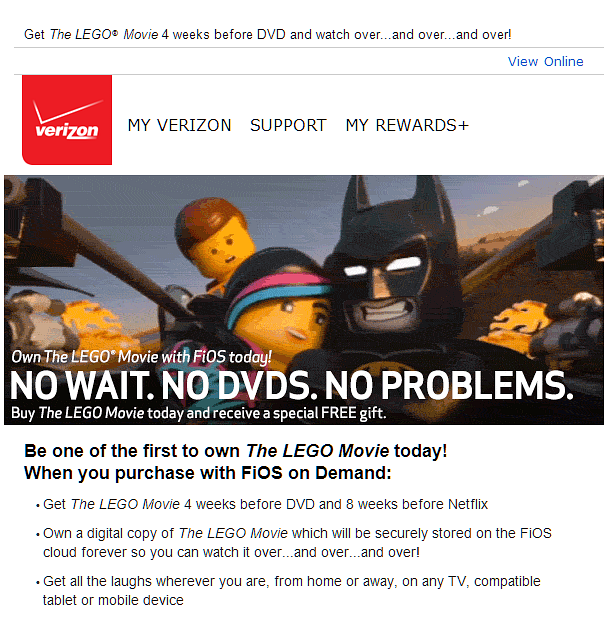 Get The LEGO® Movie 4 weeks before DVD and watch over...and over...and over!
View Online
verizon
MY VERIZON SUPPORT MY REWARDS+
Own The LEGO® Movie with FiOS today!
NO WAIT. NO DVDS. NO PROBLEMS.
Buy The LEGO Movie today and receive a special FREE gift.
Be one of the first to own The LEGO Movie today!
When you purchase with FiOS on Demand:
• Get The LEGO Movie 4 weeks before DVD and 8 weeks before Netflix
• Own a digital copy of The LEGO Movie which will be securely stored on the FiOS
cloud forever so you can watch it over...and over...and over!
• Get all the laughs wherever you are, from home or away, on any TV, compatible
tablet or mobile device